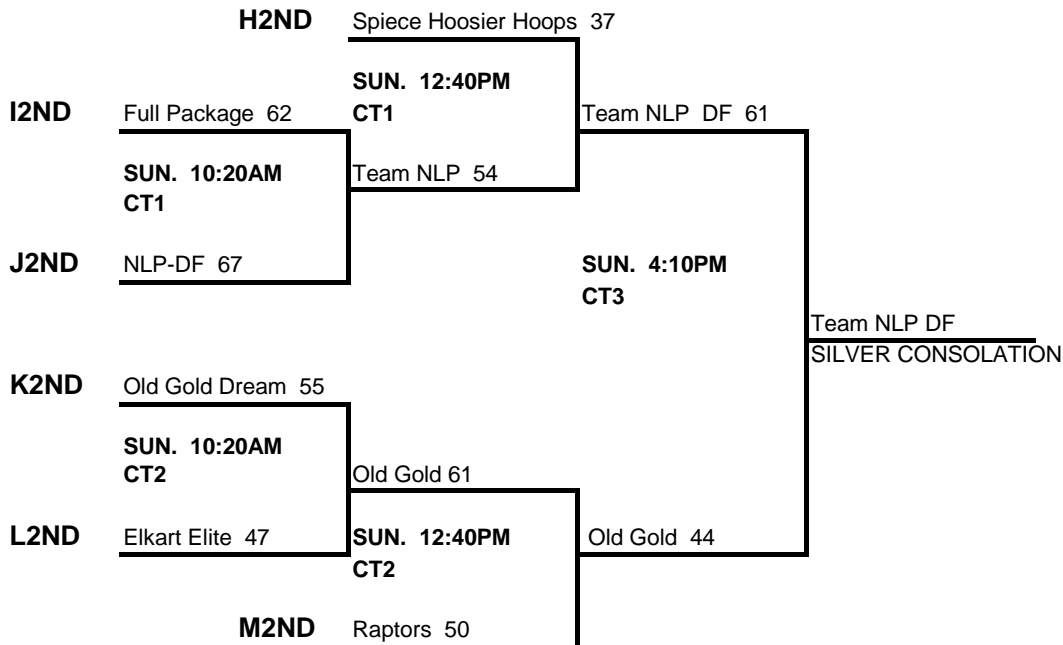 H2ND Spiece Hoosier Hoops 37
SUN. 12:40PM
I2ND Full Package 62 CT1 Team NLP DF 61
SUN. 10:20AM Team NLP 54
CT1
J2ND NLP-DF 67 SUN. 4:10PM
CT3
Team NLP DF
SILVER CONSOLATION
K2ND Old Gold Dream 55
SUN. 10:20AM
CT2 Old Gold 61
L2ND Elkart Elite 47 SUN. 12:40PM Old Gold 44
CT2
M2ND Raptors 50